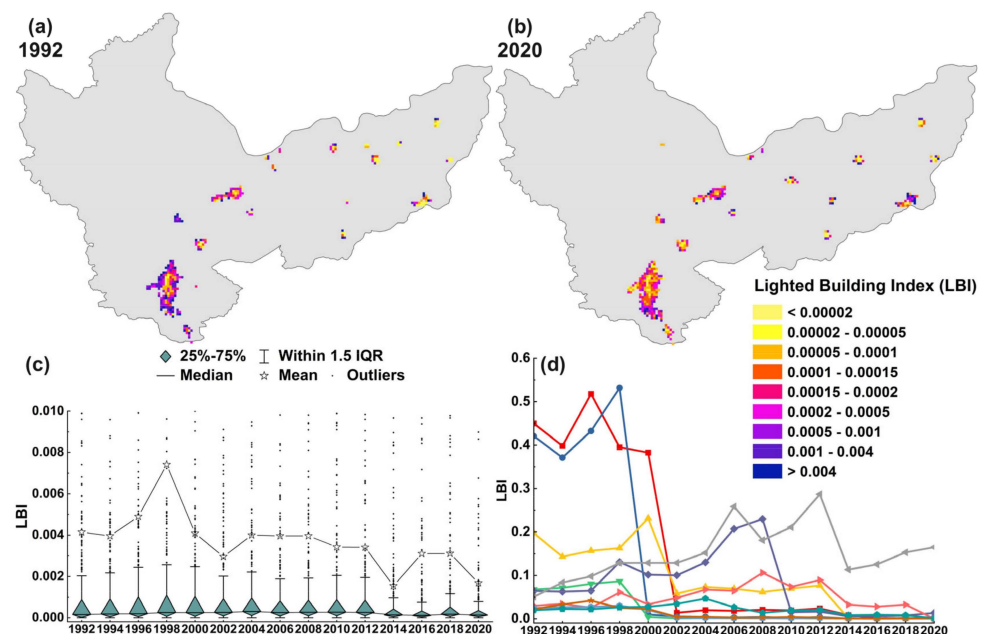 (a)
1992
(b)
2020
Lighted Building Index (LBI)
< 0.00002
0.00002 - 0.00005
0.00005 - 0.0001
0.0001 - 0.00015
0.00015 - 0.0002
0.0002 - 0.0005
0.0005 - 0.001
0.001 - 0.004
> 0.004
(c)
25%-75% Within 1.5 IQR
Median Mean Outliers
LBI
0.010
0.008
0.006
0.004
0.002
0.000
1992 1994 1996 1998 2000 2002 2004 2006 2008 2010 2012 2014 2016 2018 2020
(d)
LBI
0.6
0.5
0.4
0.3
0.2
0.1
0.0
1992 1994 1996 1998 2000 2002 2004 2006 2008 2010 2012 2014 2016 2018 2020